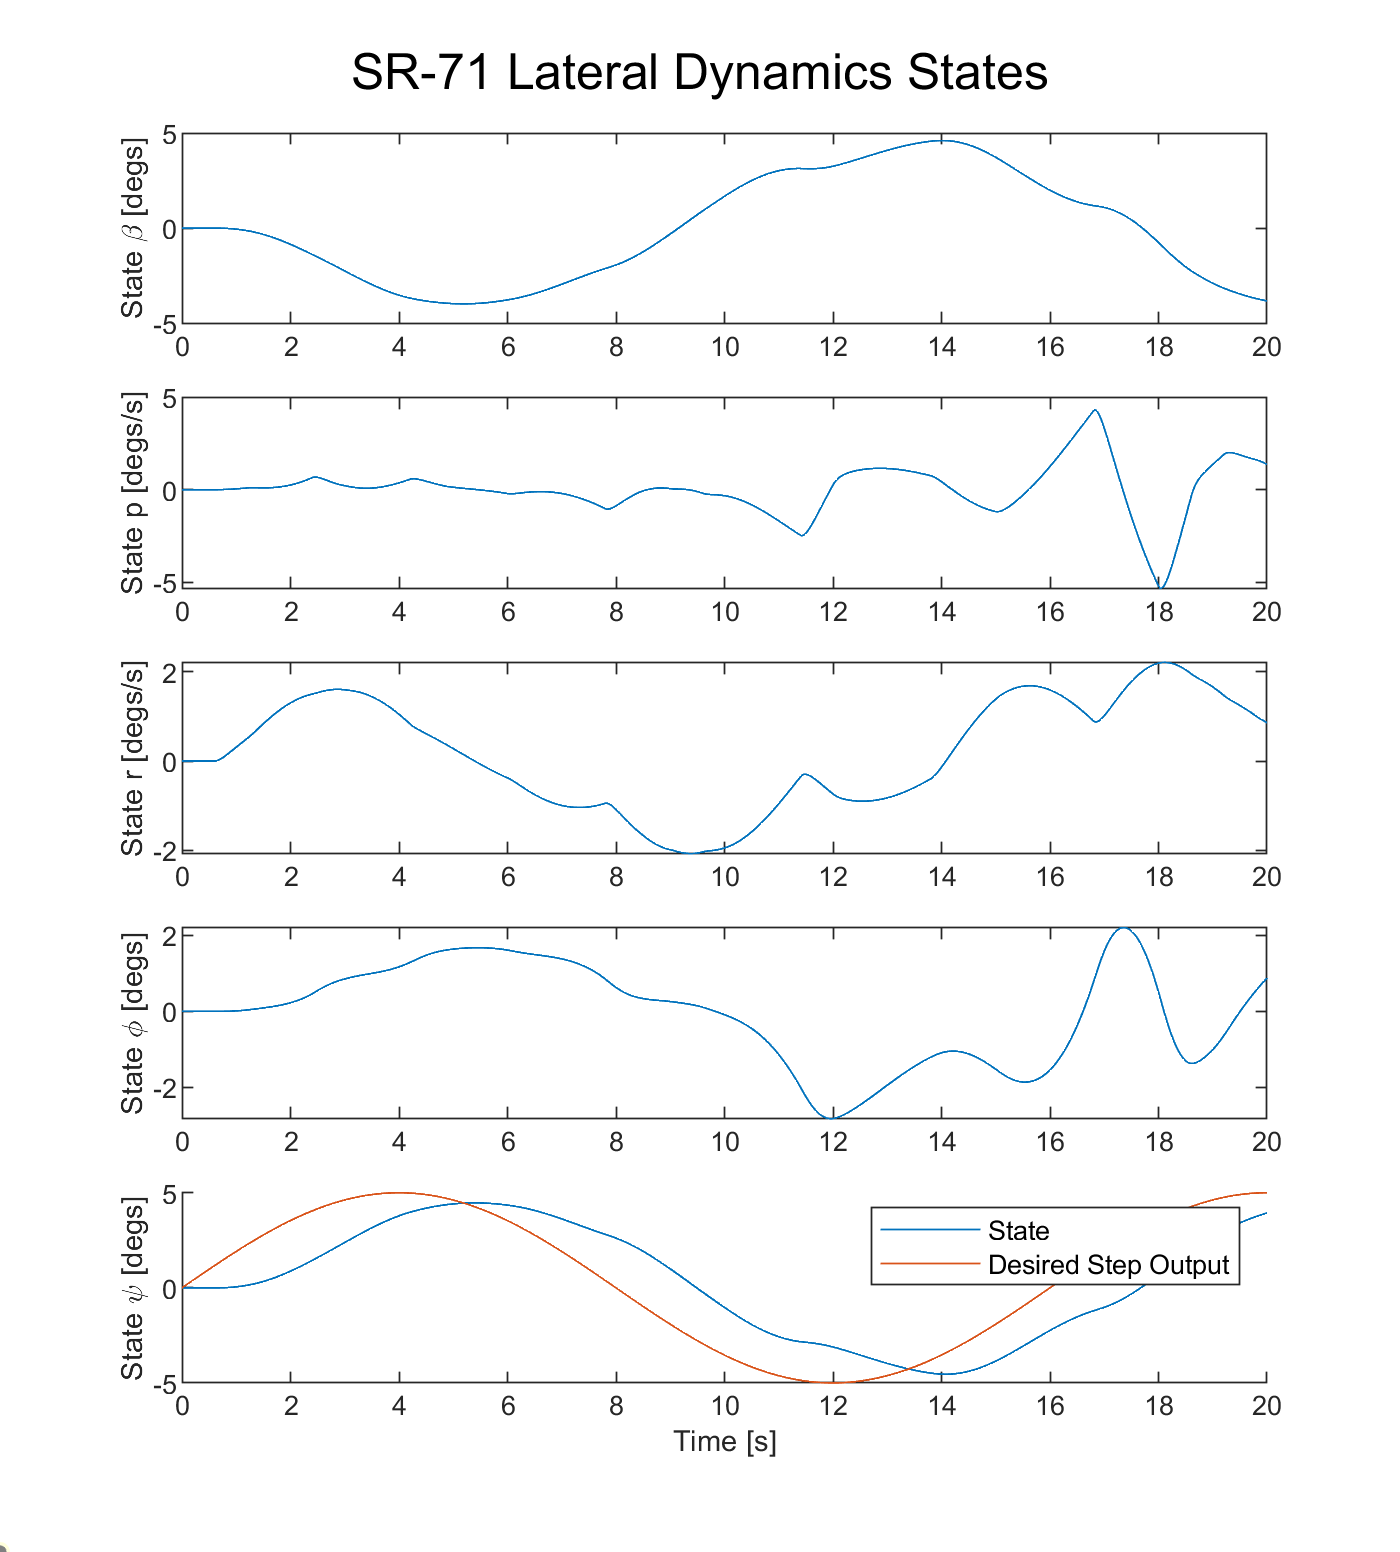 SR-71 Lateral Dynamics States
State β [degs]
5
0
-5
0 2 4 6 8 10 12 14 16 18 20
State p [degs/s]
5
0
-5
0 2 4 6 8 10 12 14 16 18 20
State r [degs/s]
2
0
-2
0 2 4 6 8 10 12 14 16 18 20
State ϕ [degs]
2
0
-2
0 2 4 6 8 10 12 14 16 18 20
State ψ [degs]
5
0
-5
State
Desired Step Output
0 2 4 6 8 10 12 14 16 18 20
Time [s]